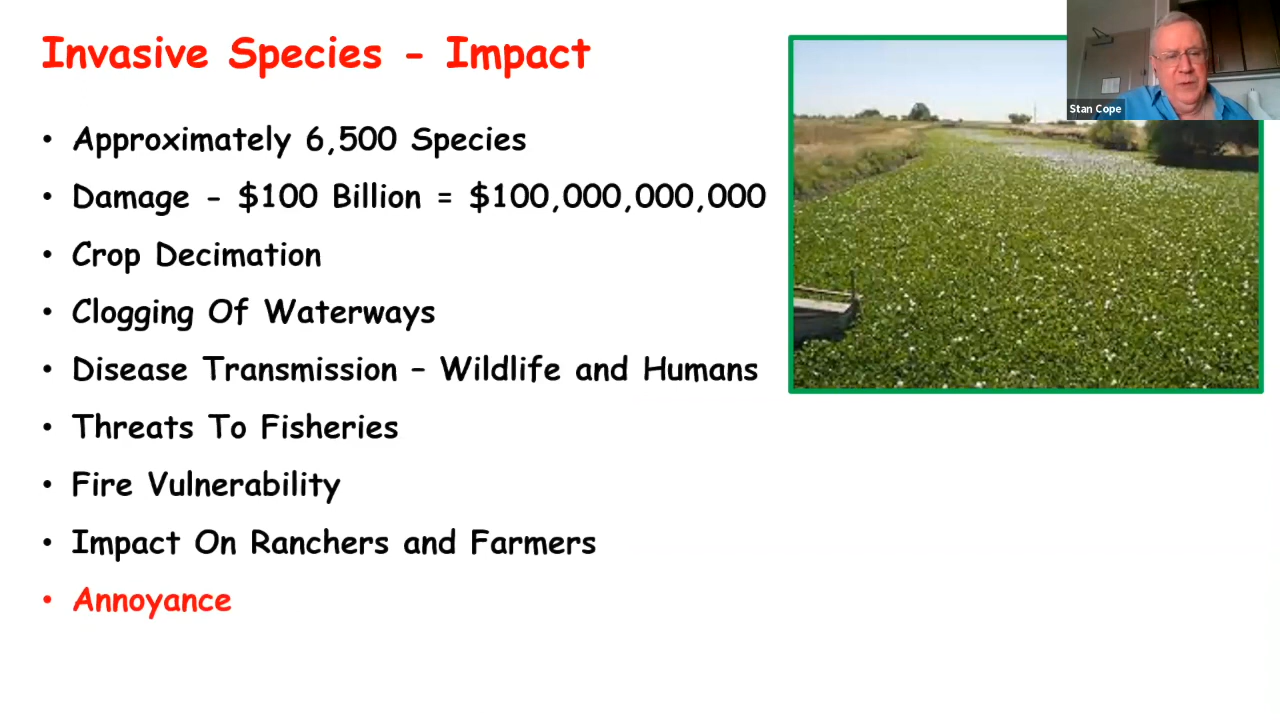 Invasive Species - Impact
• Approximately 6,500 Species
• Damage - $100 Billion = $100,000,000,000
• Crop Decimation
• Clogging Of Waterways
• Disease Transmission – Wildlife and Humans
• Threats To Fisheries
• Fire Vulnerability
• Impact On Ranchers and Farmers
• Annoyance
Stan Cope